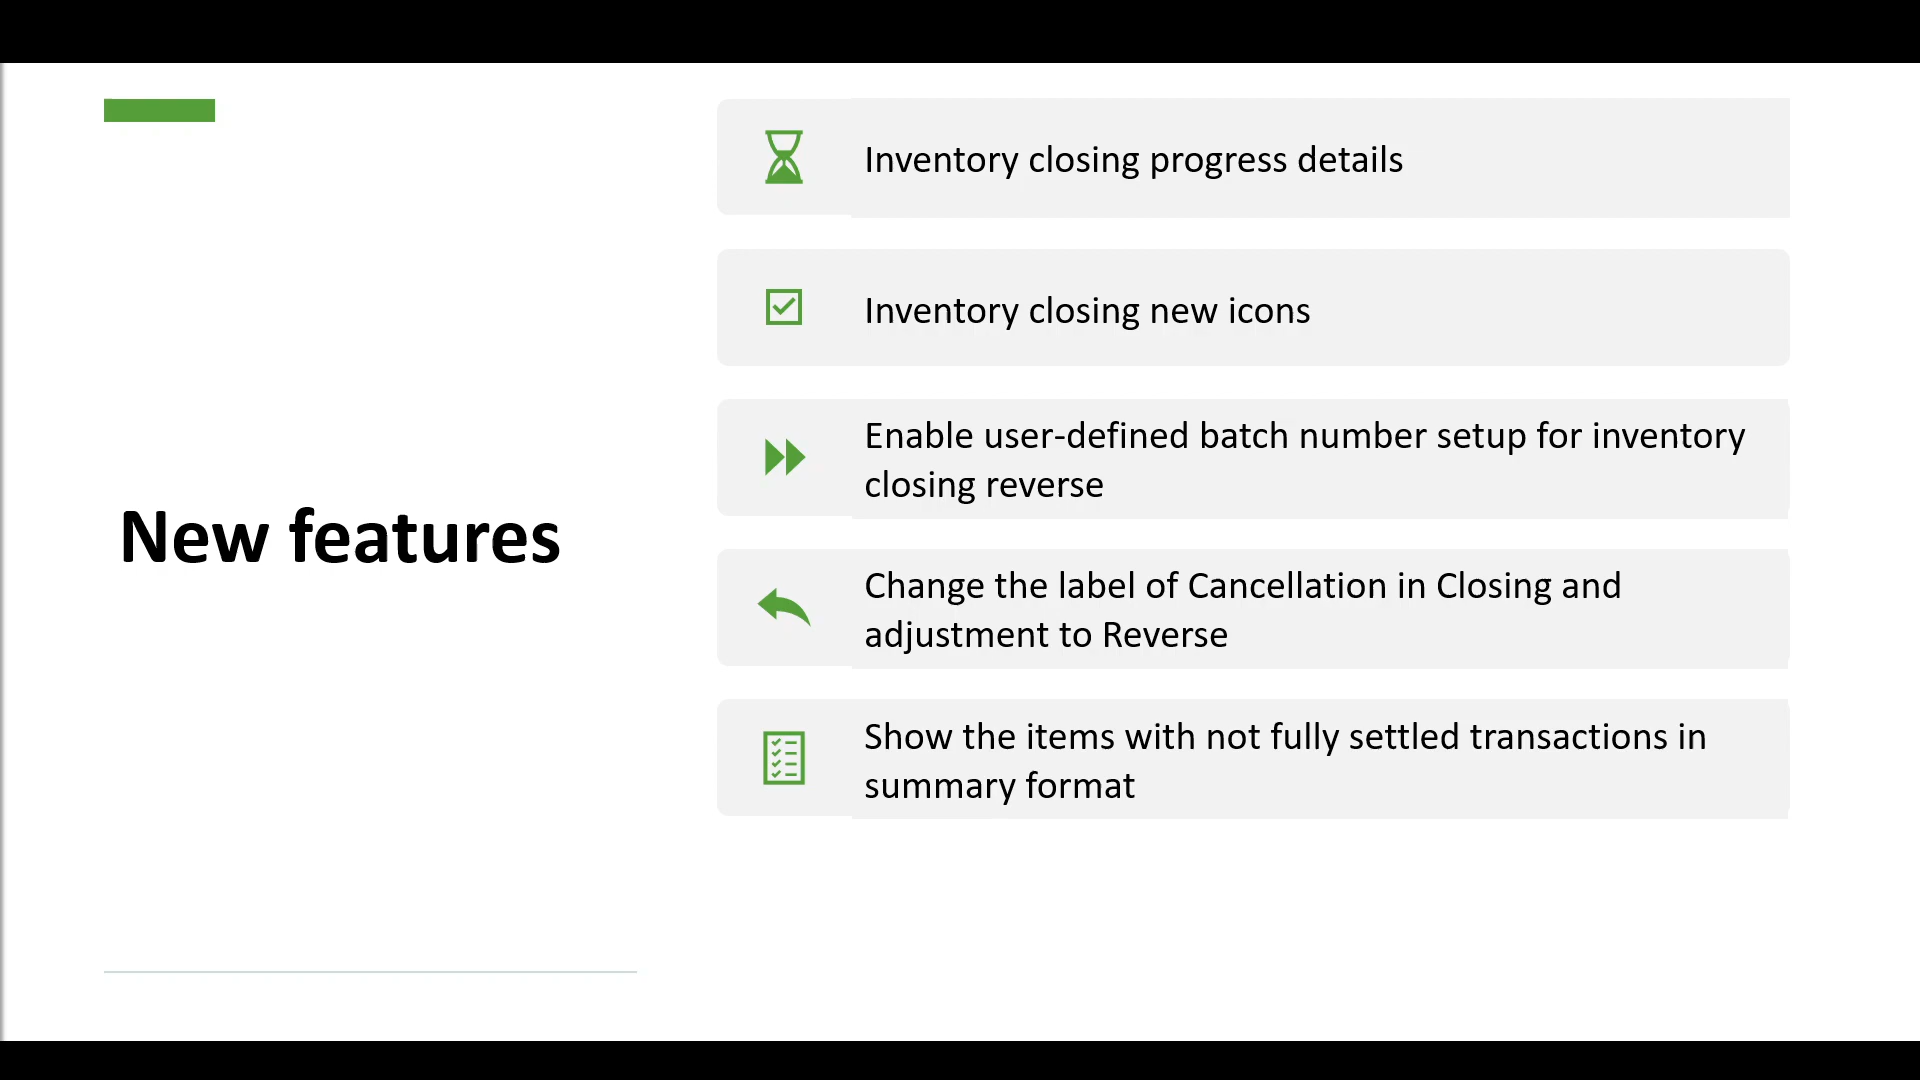 New features
Inventory closing progress details
Inventory closing new icons
Enable user-defined batch number setup for inventory
closing reverse
Change the label of Cancellation in Closing and
adjustment to Reverse
Show the items with not fully settled transactions in
summary format